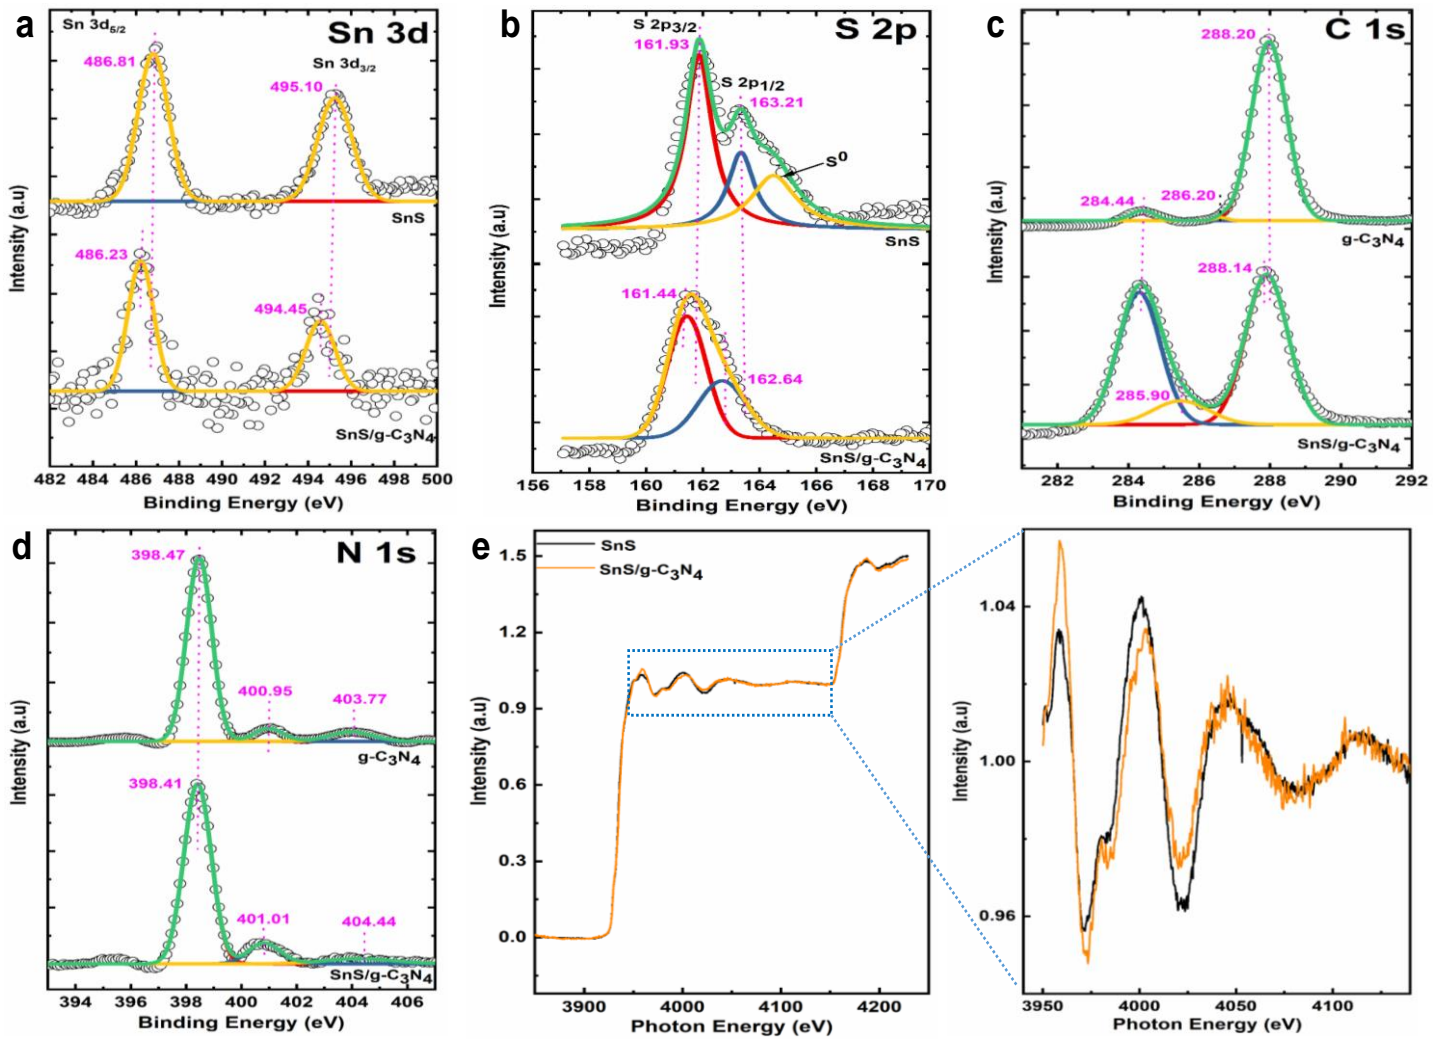 a
Sn 3d5/2
Sn 3d
486.81
Sn 3d3/2
495.10
SnS
486.23
494.45
SnS/g-C3N4
Intensity (a.u)
482 484 486 488 490 492 494 496 498 500
Binding Energy (eV)
b
S 2p3/2
S 2p
161.93
S 2p1/2
163.21
S0
SnS
161.44
162.64
SnS/g-C3N4
Intensity (a.u)
156 158 160 162 164 166 168 170
Binding Energy (eV)
c
288.20
C 1s
284.44
286.20
g-C3N4
288.14
285.90
SnS/g-C3N4
Intensity (a.u)
282 284 286 288 290 292
Binding Energy (eV)
d
398.47
N 1s
400.95
403.77
g-C3N4
398.41
401.01
404.44
SnS/g-C3N4
Intensity (a.u)
394 396 398 400 402 404 406
Binding Energy (eV)
e
SnS
SnS/g-C3N4
1.5
1.2
0.9
0.6
0.3
0.0
Intensity (a.u)
3900 4000 4100 4200
Photon Energy (eV)
1.04
1.00
0.96
Intensity (a.u)
3950 4000 4050 4100
Photon Energy (eV)